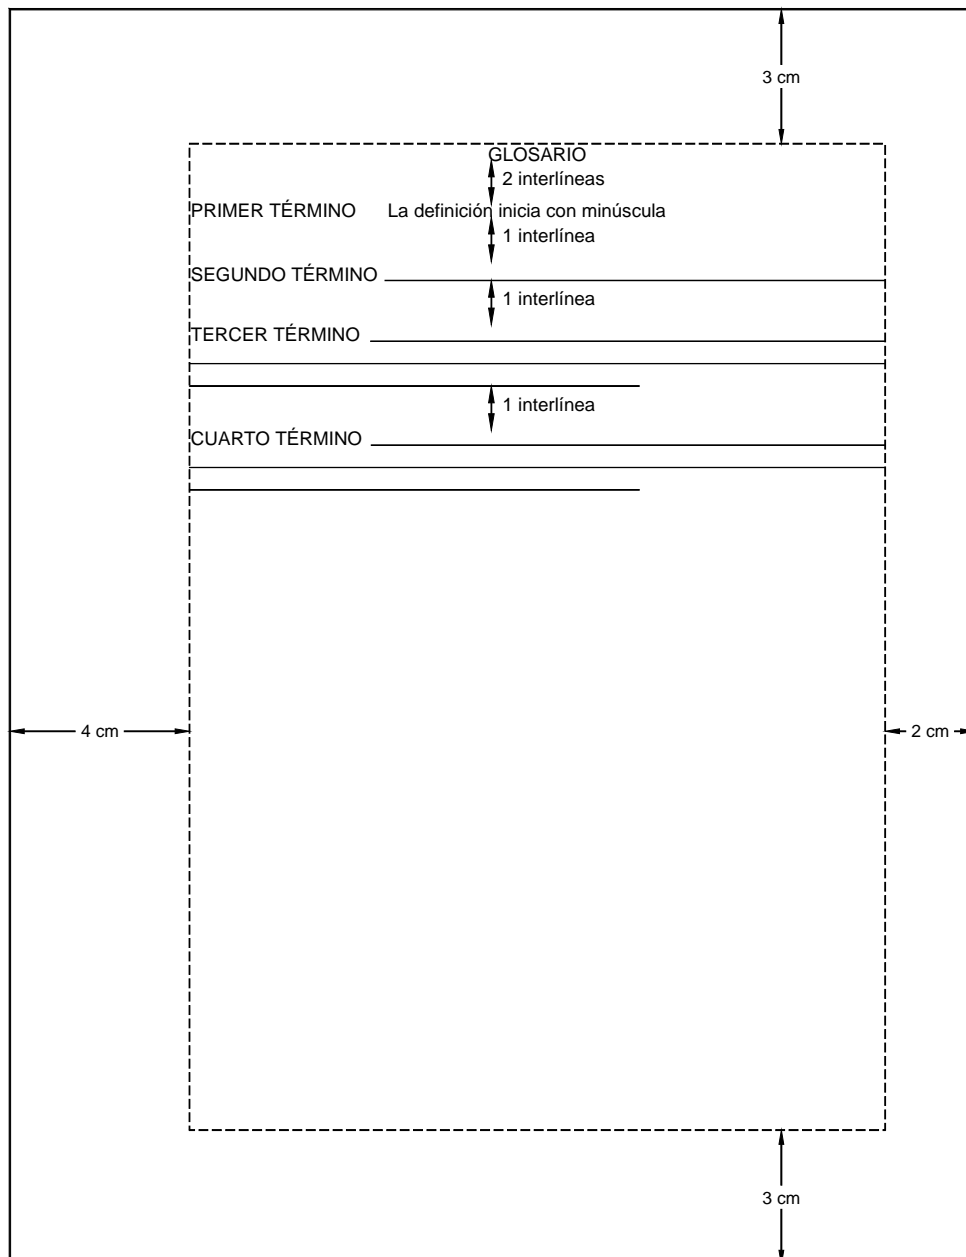 3 cm
GLOSARIO
2 interlíneas
PRIMER TÉRMINO La definición inicia con minúscula
1 interlínea
SEGUNDO TÉRMINO
1 interlínea
TERCER TÉRMINO
1 interlínea
CUARTO TÉRMINO
4 cm
2 cm
3 cm